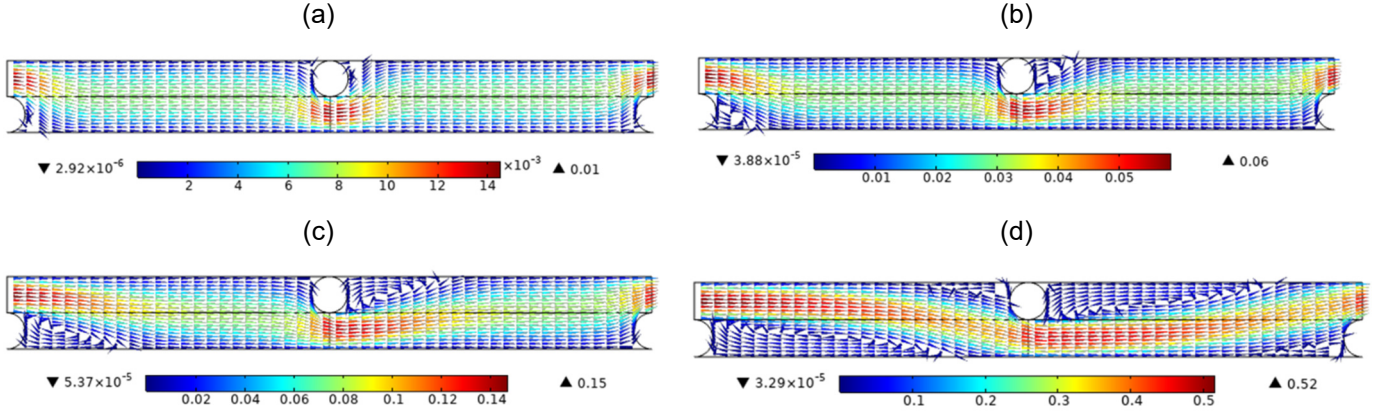 (a)
(b)
▼ 2.92×10⁻⁶ 2 4 6 8 10 12 14 ×10⁻³ ▲ 0.01
▼ 3.88×10⁻⁵ 0.01 0.02 0.03 0.04 0.05 ▲ 0.06
(c)
(d)
▼ 5.37×10⁻⁵ 0.02 0.04 0.06 0.08 0.1 0.12 0.14 ▲ 0.15
▼ 3.29×10⁻⁵ 0.1 0.2 0.3 0.4 0.5 ▲ 0.52